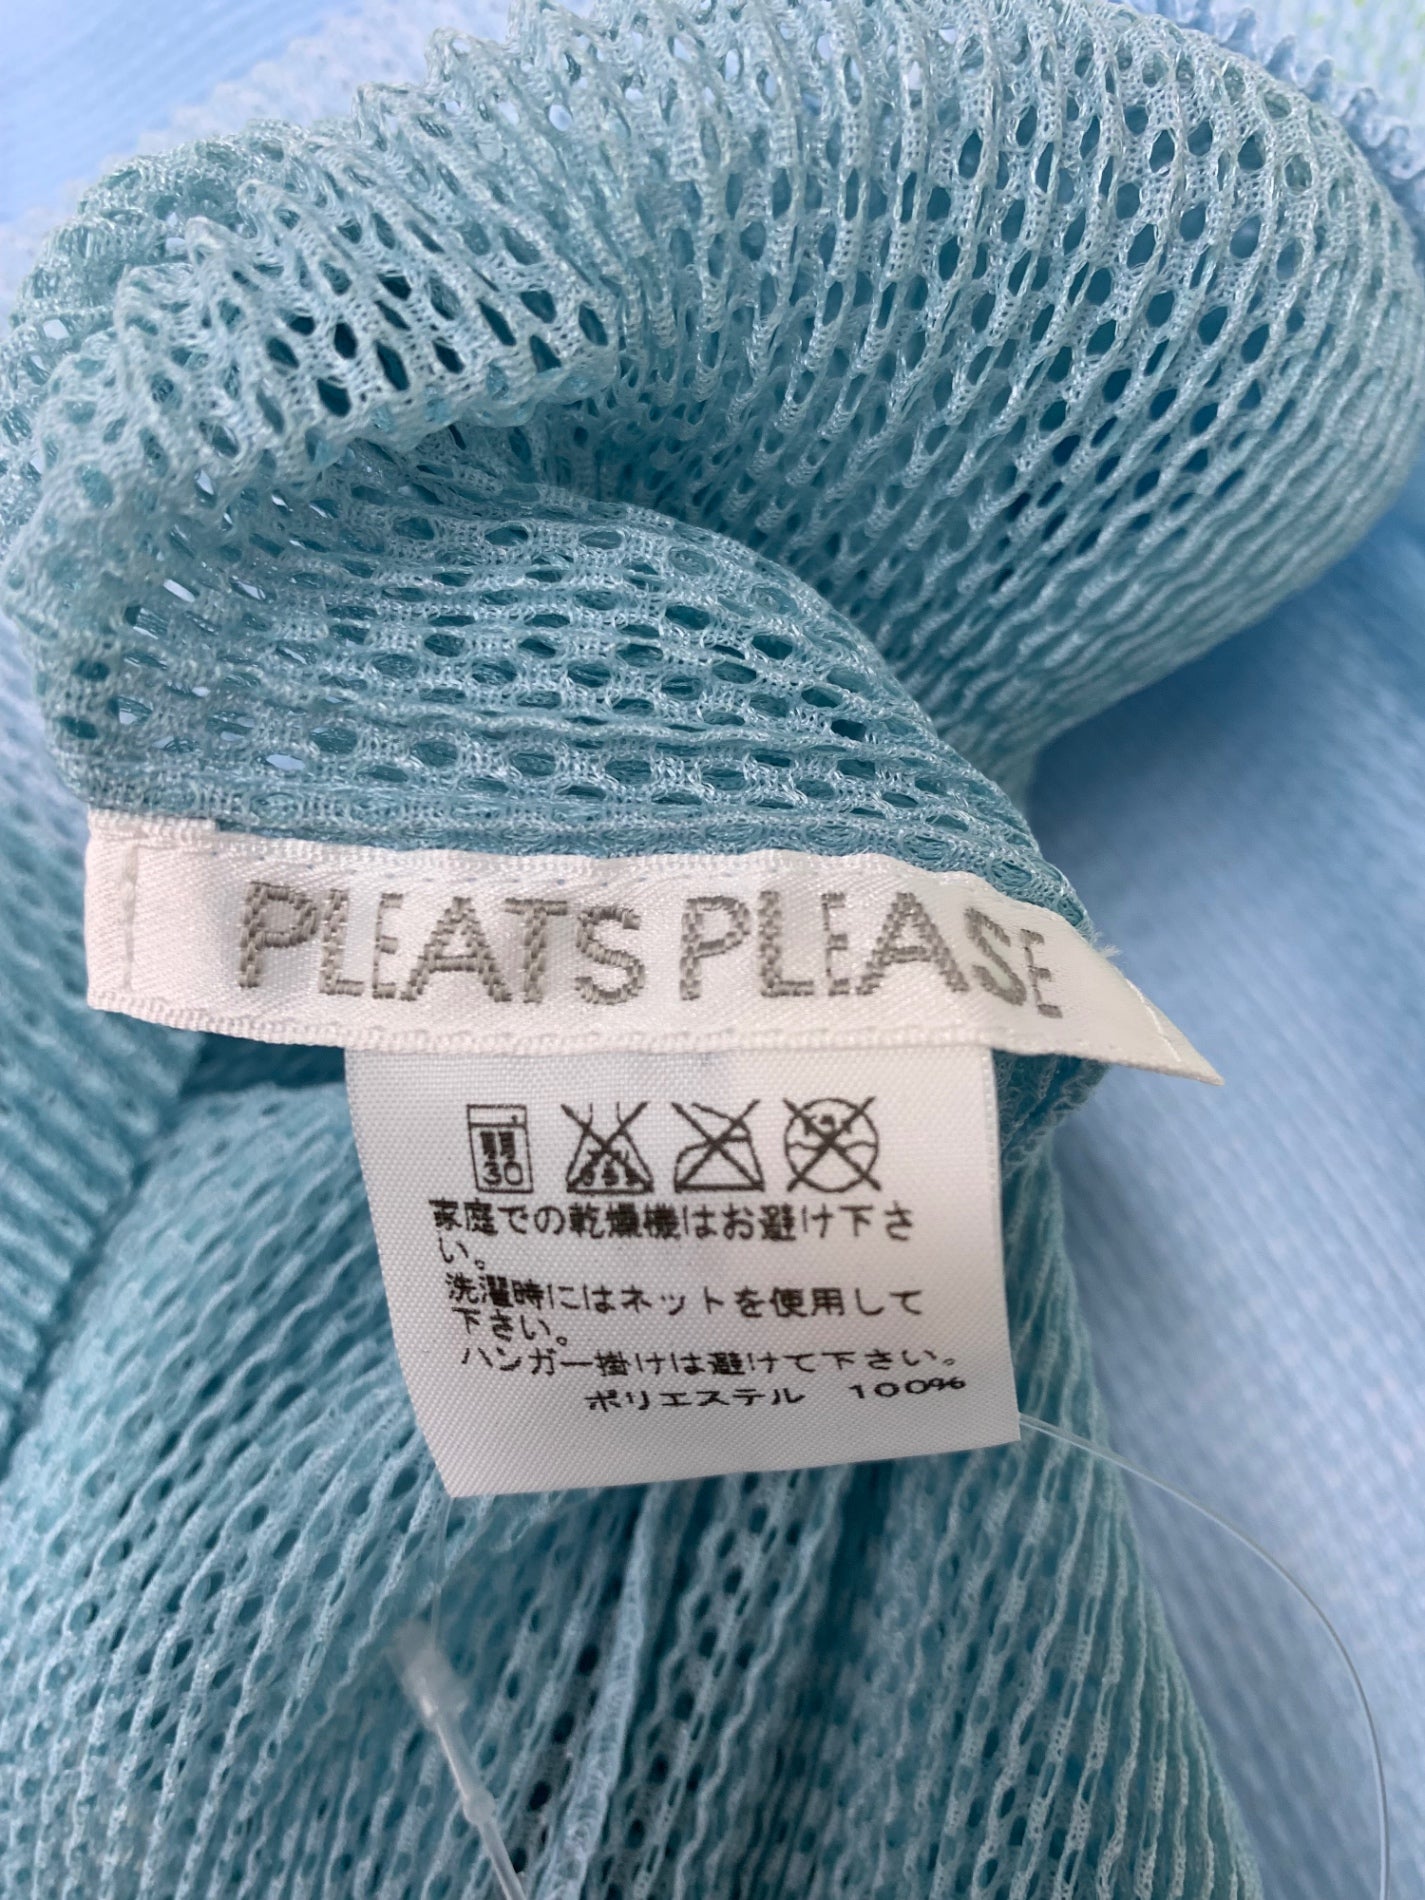 PLEATS PLEASE
弱
30
家庭での乾燥機はお避け下さ
い。
洗濯時にはネットを使用して
下さい。
ハンガー掛けは避けて下さい。
ポリエステル 100%